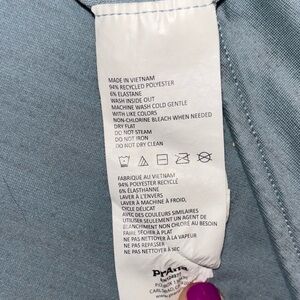 MADE IN VIETNAM
94% RECYCLED POLYESTER
6% ELASTANE
WASH INSIDE OUT
MACHINE WASH COLD GENTLE
WITH LIKE COLORS
NON-CHLORINE BLEACH WHEN NEEDED
DRY FLAT
DO NOT STEAM
DO NOT IRON
DO NOT DRY CLEAN
FABRIQUÉ AU VIETNAM
94% POLYESTER RECYCLÉ
6% ÉLASTHANNE
LAVER À L'ENVERS
LAVER À LA MACHINE À L'EAU FROIDE,
CYCLE DÉLICAT
AVEC DES COULEURS SIMILAIRES
UTILISER SEULEMENT UN AGENT DE
BLANCHIMENT NON CHLORÉ AU BESOIN
FAIRE SÉCHER À PLAT
NE PAS NETTOYER À LA VAPEUR
NE PAS REPASSER
NE PAS NETTOYER À SEC
PrAna